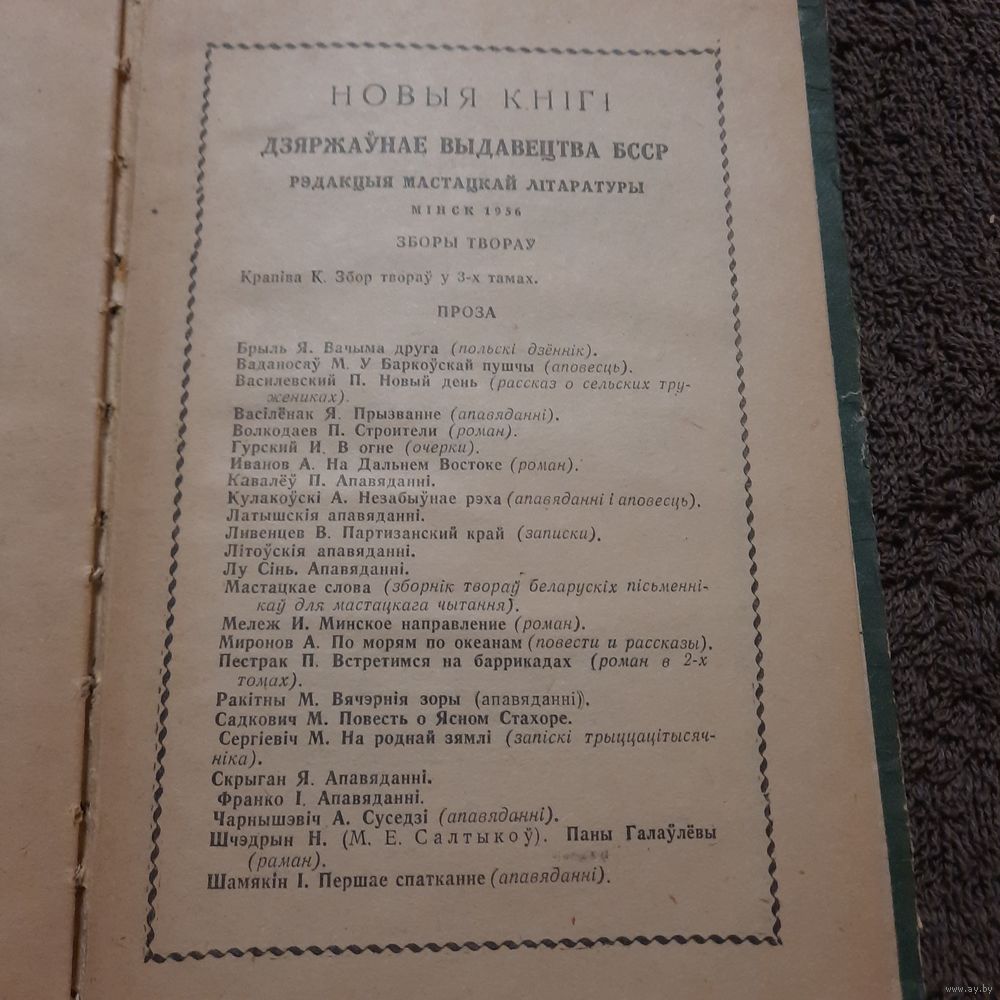 НОВЫЯ КНІГІ
ДЗЯРЖАЎНАЕ ВЫДАВЕЦТВА БССР
РЭДАКЦЫЯ МАСТАЦКАЙ ЛІТАРАТУРЫ
МІНСК 1956
ЗБОРЫ ТВОРАЎ
Крапіва К. Збор твораў у 3-х тамах.
ПРОЗА
Брыль Я. Вачыма друга (польскі дзённік).
Ваданосаў М. У Баркоўскай пушчы (аповесць).
Василевский П. Новый день (рассказ о сельских тру-
жениках).
Васілёнак Я. Прызванне (апавяданні).
Волкодаев П. Строители (роман).
Гурский И. В огне (очерки).
Иванов А. На Дальнем Востоке (роман).
Кавалёў П. Апавяданні.
Кулакоўскі А. Незабыўнае рэха (апавяданні і аповесць).
Латышскія апавяданні.
Ливенцев В. Партизанский край (записки).
Літоўскія апавяданні.
Лу Сінь. Апавяданні.
Мастацкае слова (зборнік твораў беларускіх пісьменні-
каў для мастацкага чытання).
Мележ И. Минское направление (роман).
Миронов А. По морям по океанам (повести и рассказы).
Пестрак П. Встретимся на баррикадах (роман в 2-х
томах).
Ракітны М. Вячэрнія зоры (апавяданні).
Садкович М. Повесть о Ясном Стахоре.
Сергіевіч М. На роднай зямлі (запіскі трыццацітысяч-
ніка).
Скрыган Я. Апавяданні.
Франко І. Апавяданні.
Чарнышэвіч А. Суседзі (апавяданні).
Шчэдрын Н. (М. Е. Салтыкоў). Паны Галаўлёвы
(раман).
Шамякін І. Першае спатканне (апавяданні).
www.ay.by